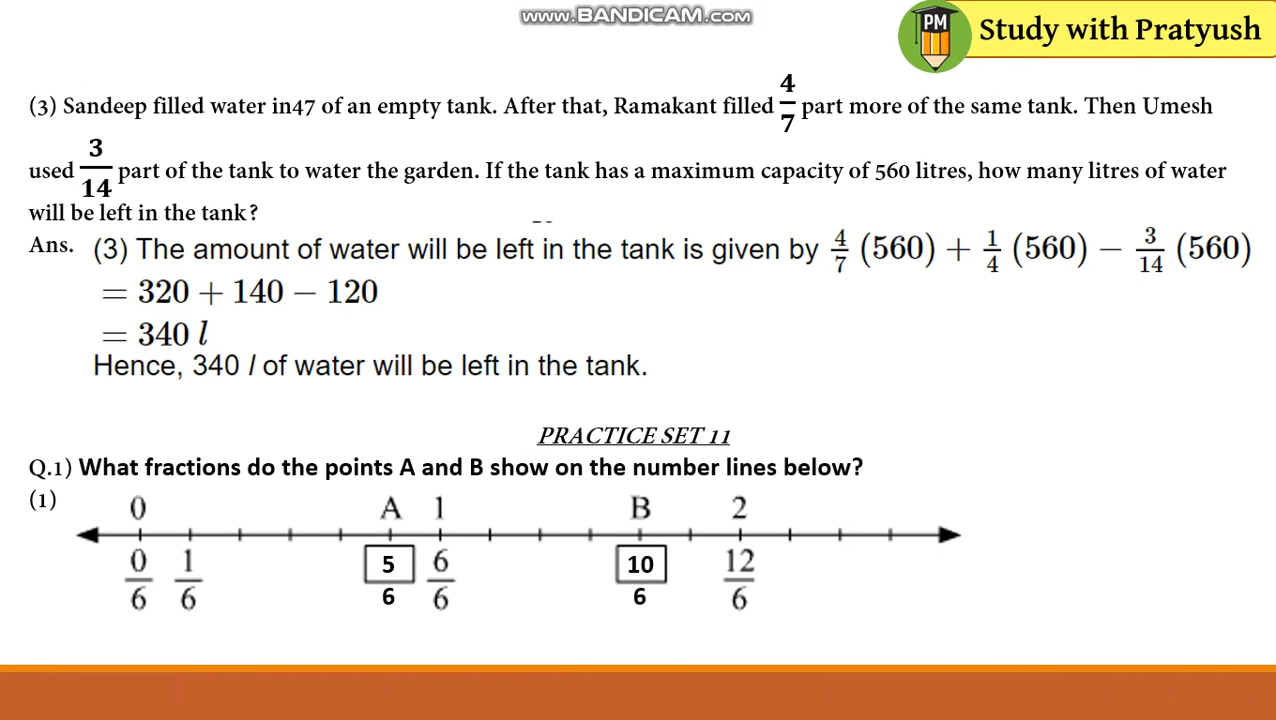 www.BANDICAM.com
PM
Study with Pratyush
(3) Sandeep filled water in47 of an empty tank. After that, Ramakant filled 4/7 part more of the same tank. Then Umesh
used 3/14 part of the tank to water the garden. If the tank has a maximum capacity of 560 litres, how many litres of water
will be left in the tank?
Ans. (3) The amount of water will be left in the tank is given by 4/7 (560) + 1/4 (560) − 3/14 (560)
= 320 + 140 − 120
= 340 l
Hence, 340 l of water will be left in the tank.
PRACTICE SET 11
Q.1) What fractions do the points A and B show on the number lines below?
(1) 0 A 1 B 2
0/6 1/6 5/6 6/6 10/6 12/6